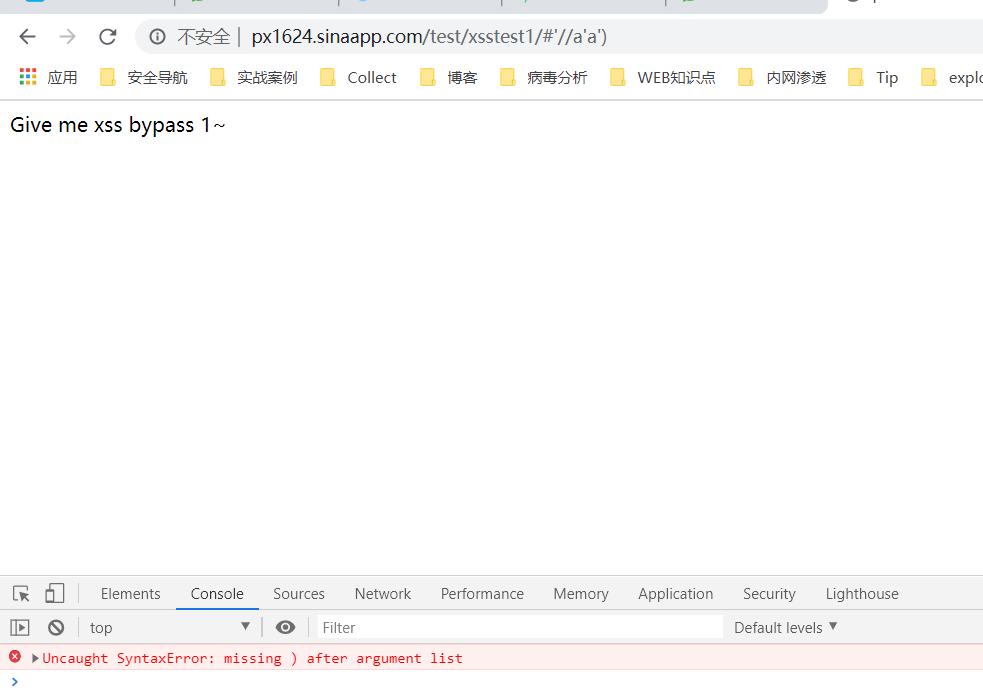 不安全 | px1624.sinaapp.com/test/xsstest1/#'//a'a')
应用 安全导航 实战案例 Collect 博客 病毒分析 WEB知识点 内网渗透 Tip explo
Give me xss bypass 1~
Elements Console Sources Network Performance Memory Application Security Lighthouse
top Filter Default levels
Uncaught SyntaxError: missing ) after argument list